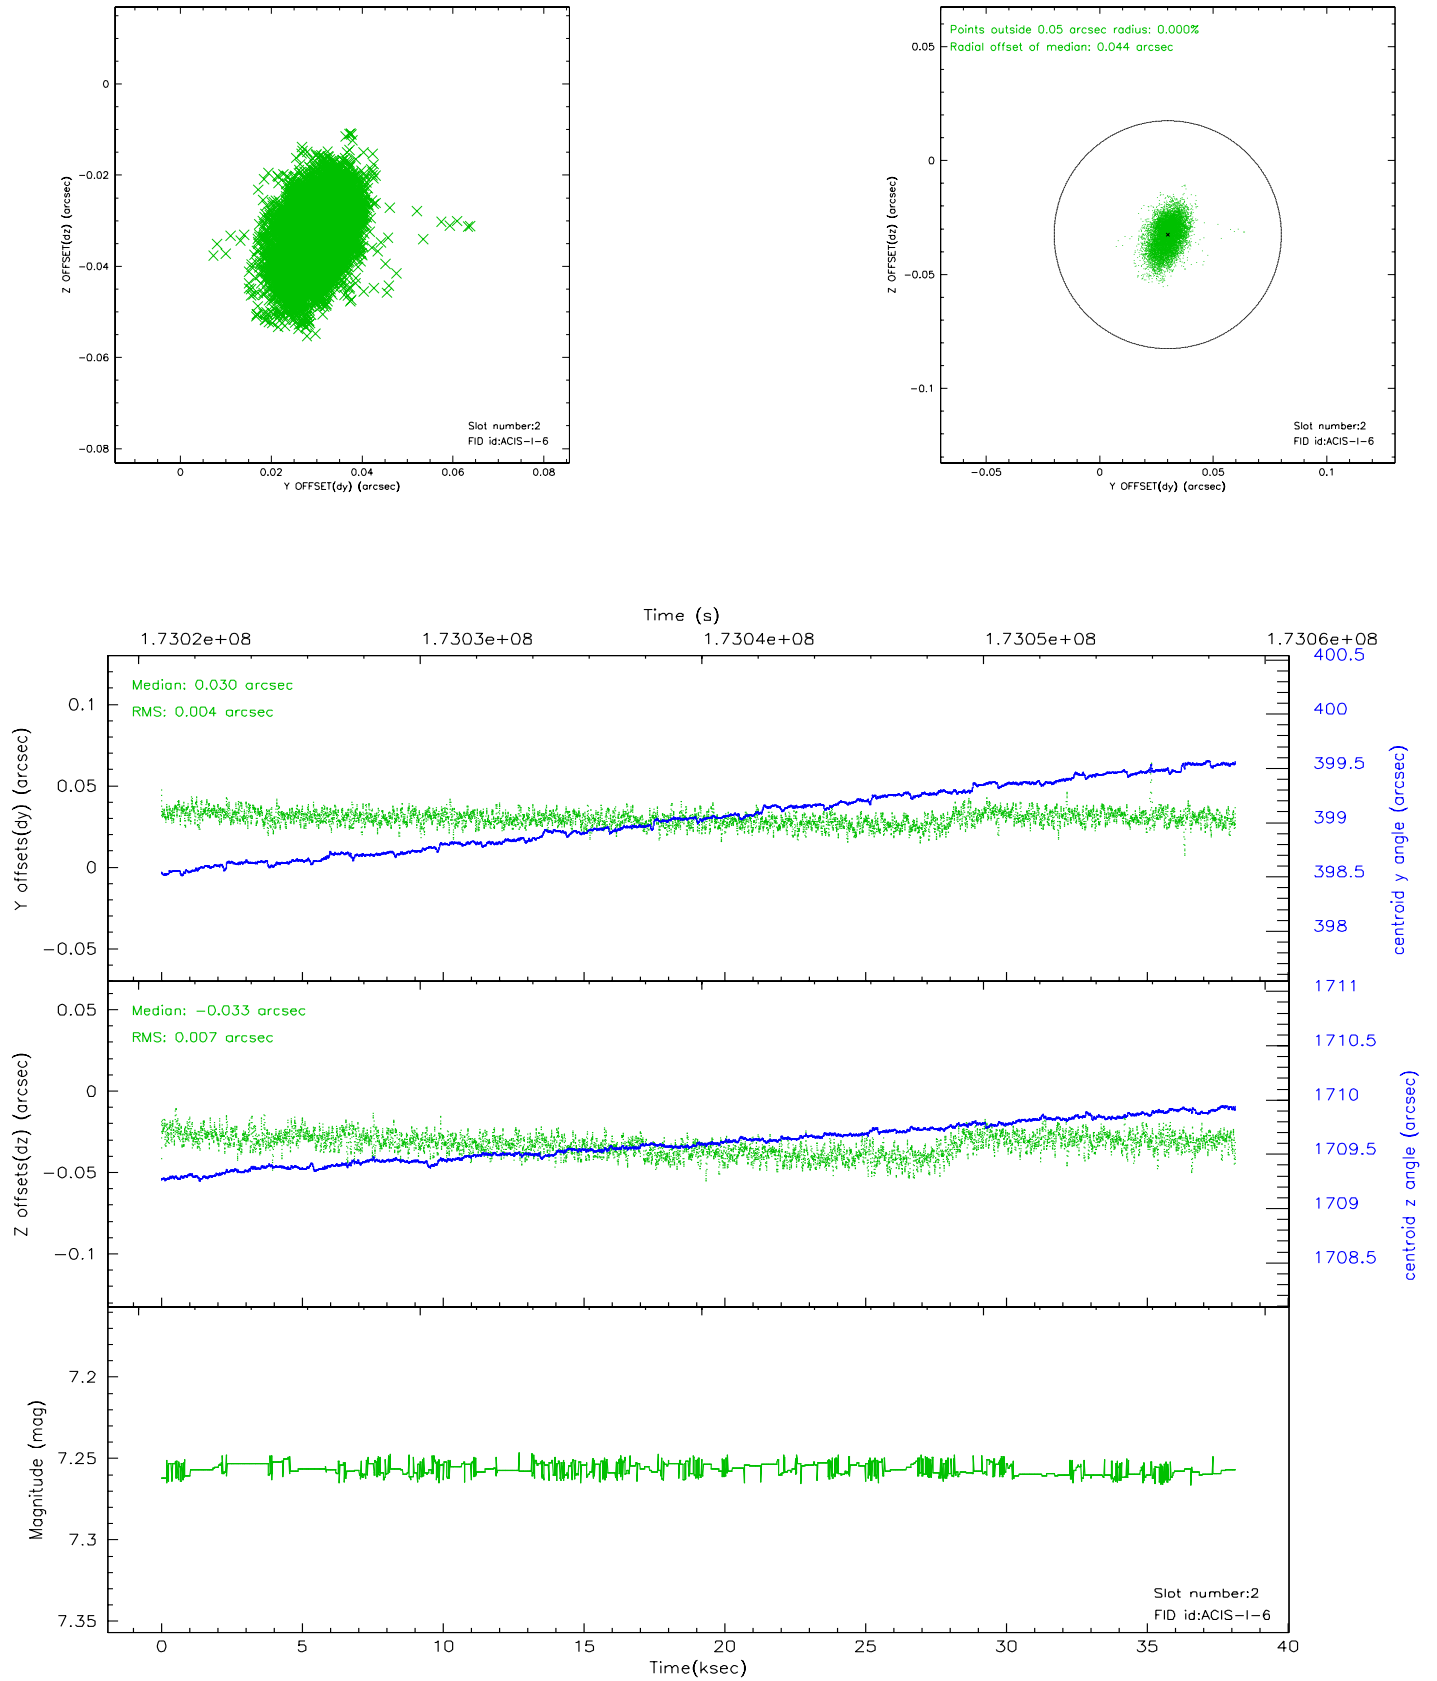 0
−0.02
−0.04
−0.06
−0.08
Z OFFSET(dz) (arcsec)
0
0.02
0.04
0.06
0.08
Y OFFSET(dy) (arcsec)
Slot number:2
FID id:ACIS−I−6
Points outside 0.05 arcsec radius: 0.000%
Radial offset of median: 0.044 arcsec
0.05
0
−0.05
−0.1
Z OFFSET(dz) (arcsec)
−0.05
0
0.05
0.1
Y OFFSET(dy) (arcsec)
Slot number:2
FID id:ACIS−I−6
Time (s)
1.7302e+08
1.7303e+08
1.7304e+08
1.7305e+08
1.7306e+08
Median: 0.030 arcsec
RMS: 0.004 arcsec
0.1
0.05
0
−0.05
Y offsets(dy) (arcsec)
400.5
400
399.5
399
398.5
398
centroid y angle (arcsec)
Median: −0.033 arcsec
RMS: 0.007 arcsec
0.05
0
−0.05
−0.1
Z offsets(dz) (arcsec)
1711
1710.5
1710
1709.5
1709
1708.5
centroid z angle (arcsec)
7.2
7.25
7.3
7.35
Magnitude (mag)
Slot number:2
FID id:ACIS−I−6
0
5
10
15
20
25
30
35
40
Time(ksec)